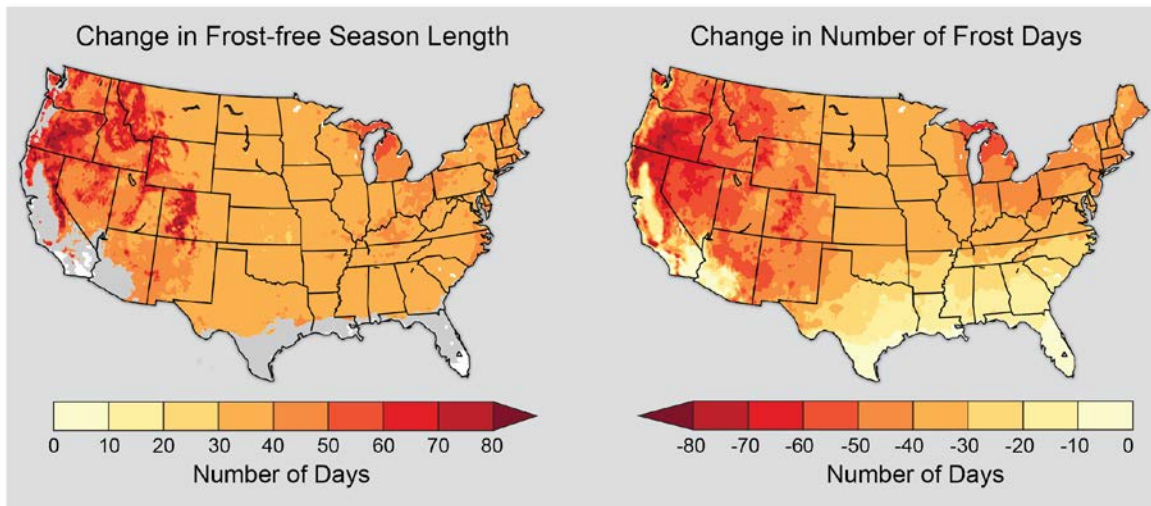 Change in Frost-free Season Length
Change in Number of Frost Days
0 10 20 30 40 50 60 70 80
Number of Days
-80 -70 -60 -50 -40 -30 -20 -10 0
Number of Days